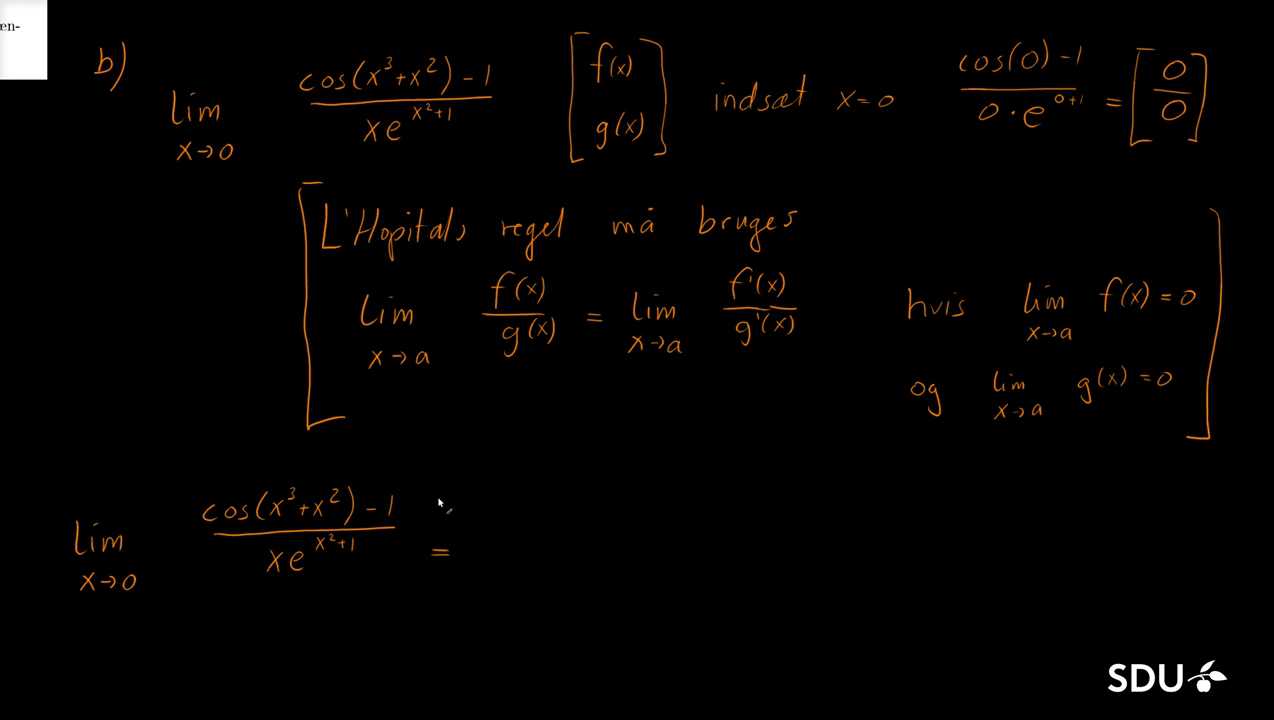 en-
b) lim x→0 cos(x³+x²)-1 / xe^(x²+1) [f(x) g(x)] indsæt x=0 cos(0)-1 / 0·e^(0+1) = [0/0]
L'Hopitals regel må bruges
lim x→a f(x)/g(x) = lim x→a f'(x)/g'(x) hvis lim x→a f(x)=0
og lim x→a g(x)=0
lim x→0 cos(x³+x²)-1 / xe^(x²+1) =
SDU